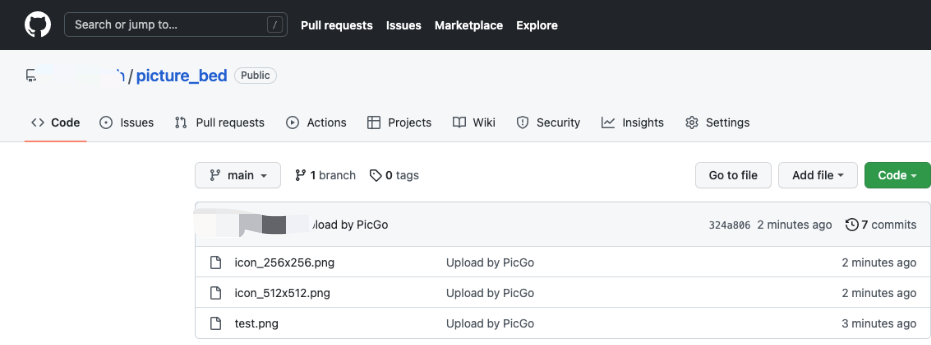 Search or jump to... / Pull requests Issues Marketplace Explore
/ picture_bed Public
Code Issues Pull requests Actions Projects Wiki Security Insights Settings
main 1 branch 0 tags Go to file Add file Code
by PicGo 324a806 2 minutes ago 7 commits
icon_256x256.png Upload by PicGo 2 minutes ago
icon_512x512.png Upload by PicGo 2 minutes ago
test.png Upload by PicGo 3 minutes ago